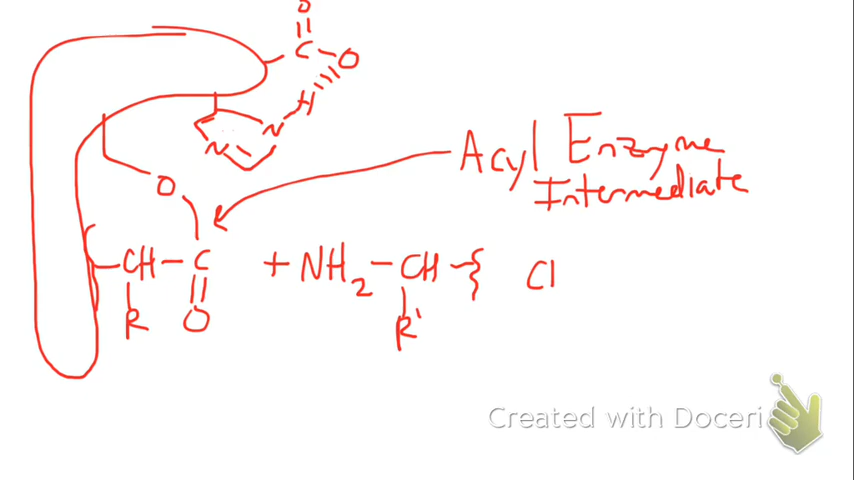 O
C-O
H
N
N
Acyl Enzyme
Intermediate
O
CH-C + NH2-CH-
R O R'
Cl
Created with Doceri